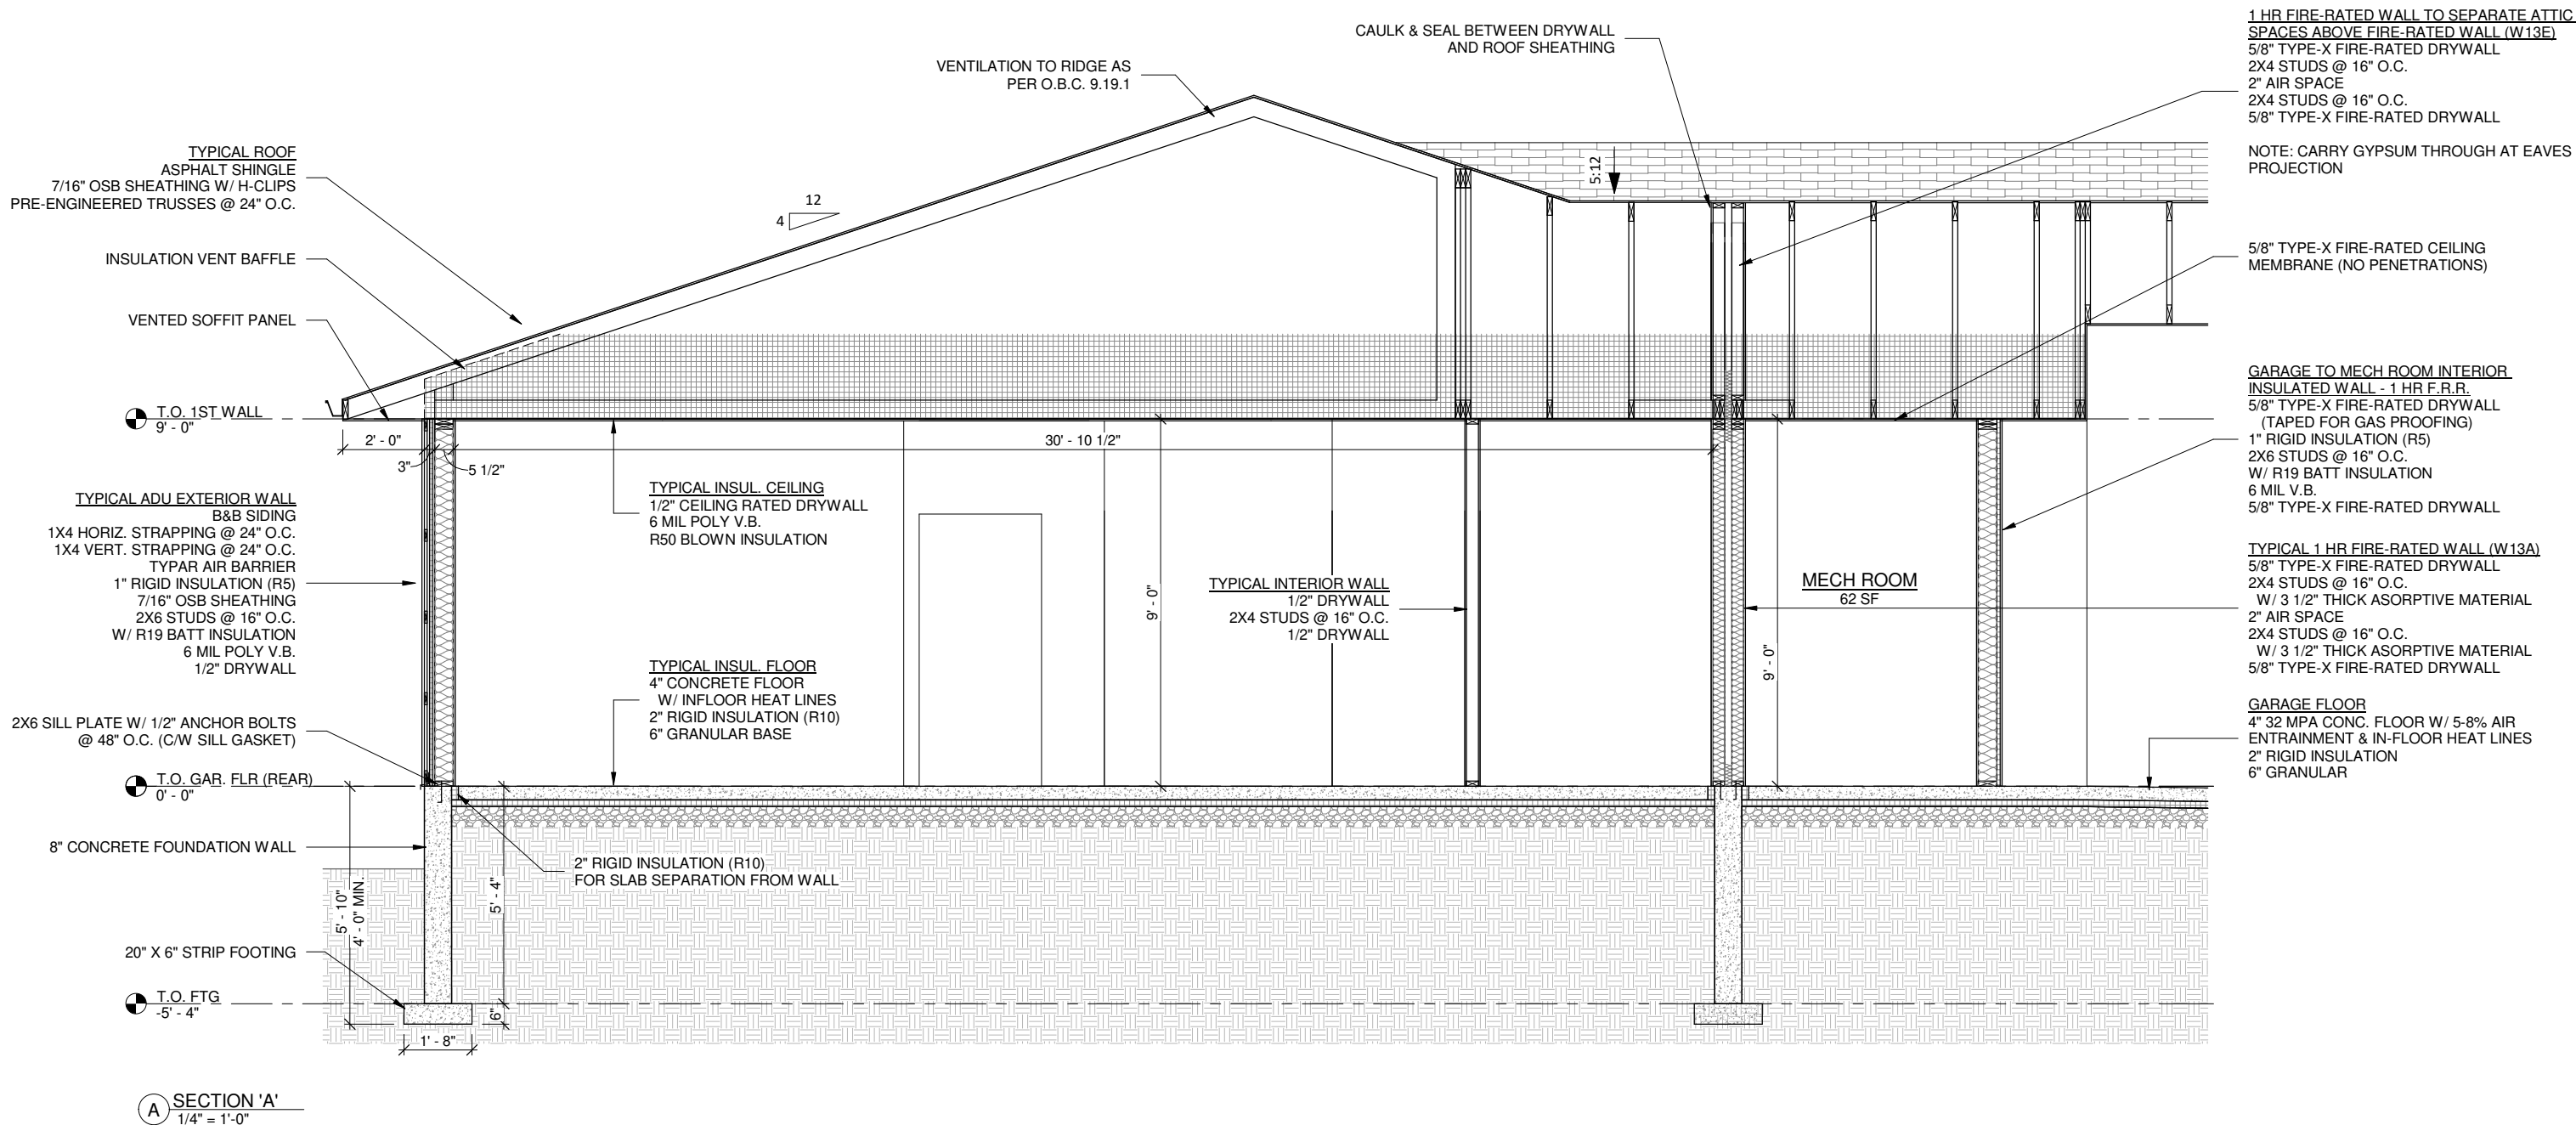 CAULK & SEAL BETWEEN DRYWALL
AND ROOF SHEATHING
VENTILATION TO RIDGE AS
PER O.B.C. 9.19.1
TYPICAL ROOF
ASPHALT SHINGLE
7/16" OSB SHEATHING W/ H-CLIPS
PRE-ENGINEERED TRUSSES @ 24" O.C.
12
4
5:12
INSULATION VENT BAFFLE
VENTED SOFFIT PANEL
T.O. 1ST WALL
9' - 0"
2' - 0"
3"
5 1/2"
30' - 10 1/2"
TYPICAL ADU EXTERIOR WALL
B&B SIDING
1X4 HORIZ. STRAPPING @ 24" O.C.
1X4 VERT. STRAPPING @ 24" O.C.
TYPAR AIR BARRIER
1" RIGID INSULATION (R5)
7/16" OSB SHEATHING
2X6 STUDS @ 16" O.C.
W/ R19 BATT INSULATION
6 MIL POLY V.B.
1/2" DRYWALL
2X6 SILL PLATE W/ 1/2" ANCHOR BOLTS
@ 48" O.C. (C/W SILL GASKET)
T.O. GAR. FLR (REAR)
0' - 0"
8" CONCRETE FOUNDATION WALL
20" X 6" STRIP FOOTING
T.O. FTG
-5' - 4"
5' - 10"
4' - 0" MIN.
5' - 4"
6"
1' - 8"
TYPICAL INSUL. CEILING
1/2" CEILING RATED DRYWALL
6 MIL POLY V.B.
R50 BLOWN INSULATION
TYPICAL INSUL. FLOOR
4" CONCRETE FLOOR
W/ INFLOOR HEAT LINES
2" RIGID INSULATION (R10)
6" GRANULAR BASE
2" RIGID INSULATION (R10)
FOR SLAB SEPARATION FROM WALL
9' - 0"
TYPICAL INTERIOR WALL
1/2" DRYWALL
2X4 STUDS @ 16" O.C.
1/2" DRYWALL
9' - 0"
MECH ROOM
62 SF
1 HR FIRE-RATED WALL TO SEPARATE ATTIC
SPACES ABOVE FIRE-RATED WALL (W13E)
5/8" TYPE-X FIRE-RATED DRYWALL
2X4 STUDS @ 16" O.C.
2" AIR SPACE
2X4 STUDS @ 16" O.C.
5/8" TYPE-X FIRE-RATED DRYWALL
NOTE: CARRY GYPSUM THROUGH AT EAVES
PROJECTION
5/8" TYPE-X FIRE-RATED CEILING
MEMBRANE (NO PENETRATIONS)
GARAGE TO MECH ROOM INTERIOR
INSULATED WALL - 1 HR F.R.R.
5/8" TYPE-X FIRE-RATED DRYWALL
(TAPED FOR GAS PROOFING)
1" RIGID INSULATION (R5)
2X6 STUDS @ 16" O.C.
W/ R19 BATT INSULATION
6 MIL V.B.
5/8" TYPE-X FIRE-RATED DRYWALL
TYPICAL 1 HR FIRE-RATED WALL (W13A)
5/8" TYPE-X FIRE-RATED DRYWALL
2X4 STUDS @ 16" O.C.
W/ 3 1/2" THICK ASORPTIVE MATERIAL
2" AIR SPACE
2X4 STUDS @ 16" O.C.
W/ 3 1/2" THICK ASORPTIVE MATERIAL
5/8" TYPE-X FIRE-RATED DRYWALL
GARAGE FLOOR
4" 32 MPA CONC. FLOOR W/ 5-8% AIR
ENTRAINMENT & IN-FLOOR HEAT LINES
2" RIGID INSULATION
6" GRANULAR
A
SECTION 'A'
1/4" = 1'-0"